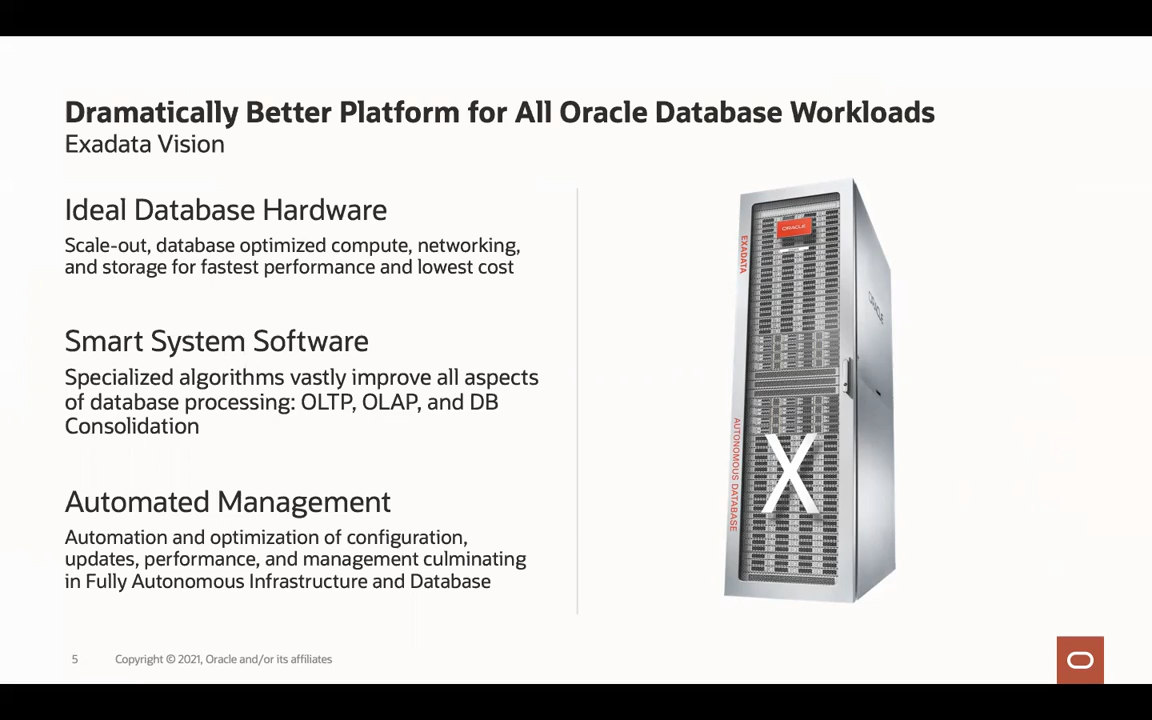 Dramatically Better Platform for All Oracle Database Workloads
Exadata Vision
Ideal Database Hardware
Scale-out, database optimized compute, networking,
and storage for fastest performance and lowest cost
Smart System Software
Specialized algorithms vastly improve all aspects
of database processing: OLTP, OLAP, and DB
Consolidation
Automated Management
Automation and optimization of configuration,
updates, performance, and management culminating
in Fully Autonomous Infrastructure and Database
ORACLE
EXADATA
ORACLE
AUTONOMOUS DATABASE
X
5
Copyright © 2021, Oracle and/or its affiliates